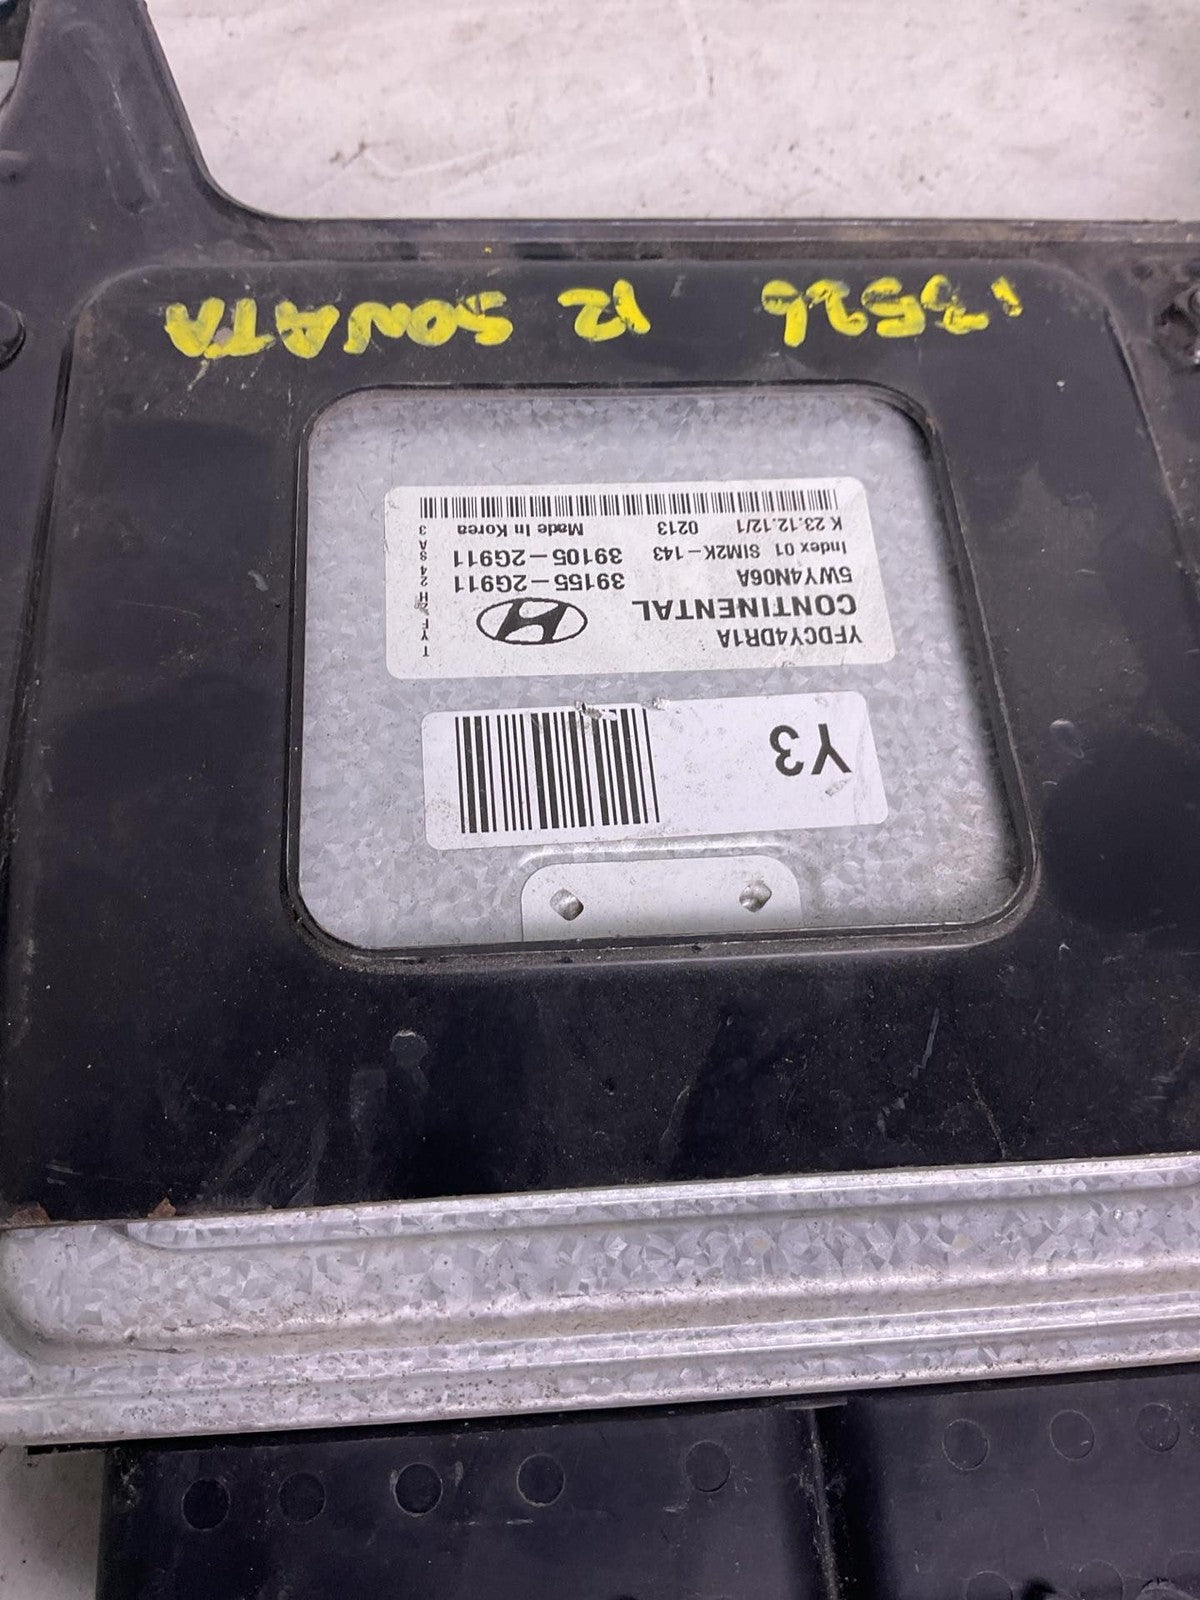 Y3
YFDCY4DR1A
CONTINENTAL
5WY4N06A 39155-2G911
Index 01 SIM2K-143 39105-2G911
K 23.12.12/1 0213 Made In Korea
13526 12 SONATA